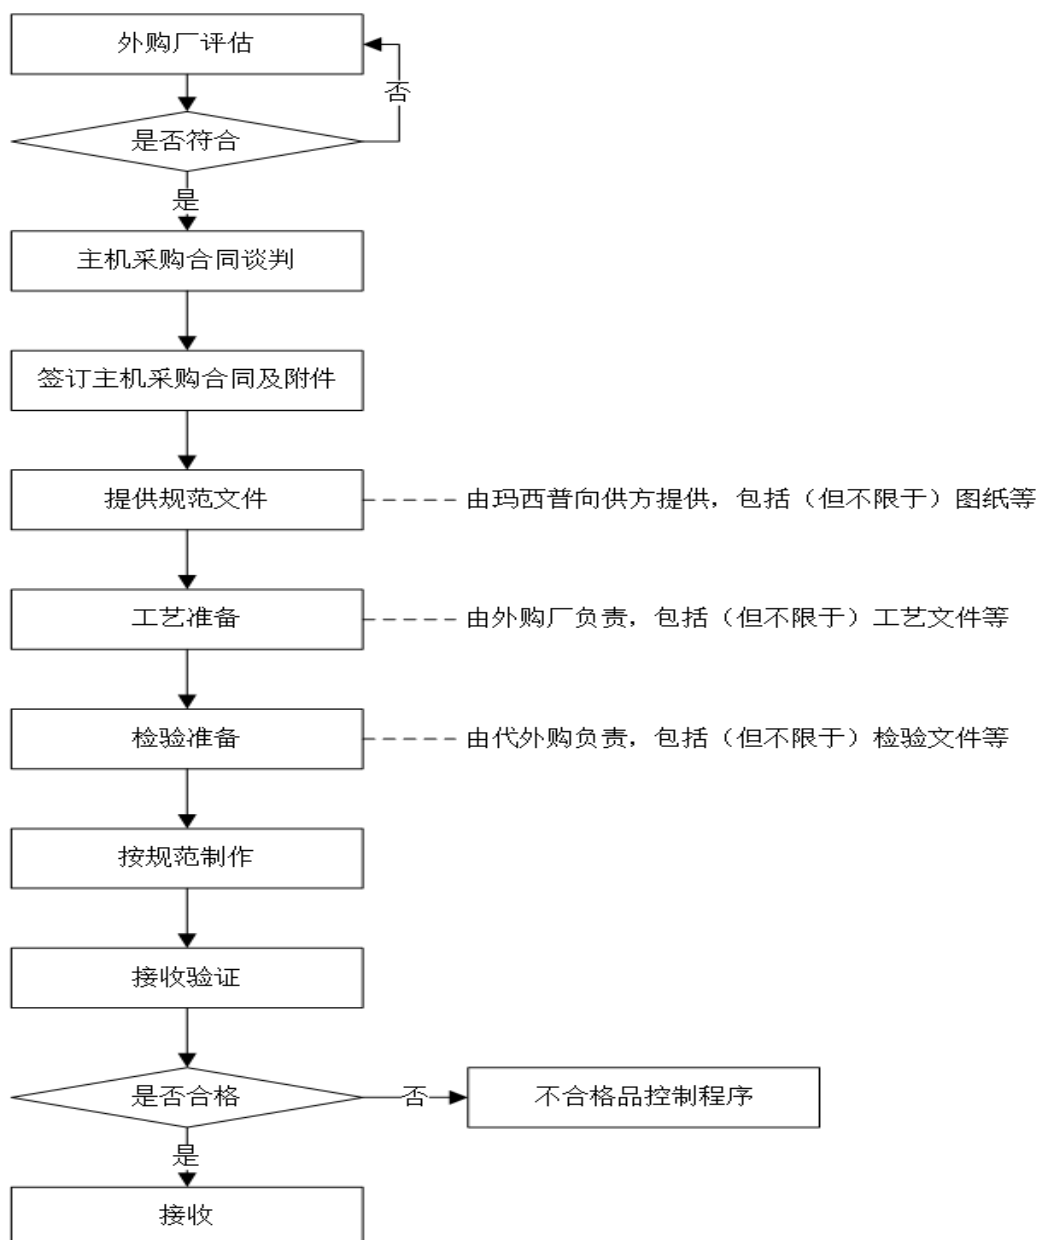 外购厂评估
否
是否符合
是
主机采购合同谈判
签订主机采购合同及附件
提供规范文件
由玛西普向供方提供，包括（但不限于）图纸等
工艺准备
由外购厂负责，包括（但不限于）工艺文件等
检验准备
由代外购负责，包括（但不限于）检验文件等
按规范制作
接收验证
是否合格
否
不合格品控制程序
是
接收